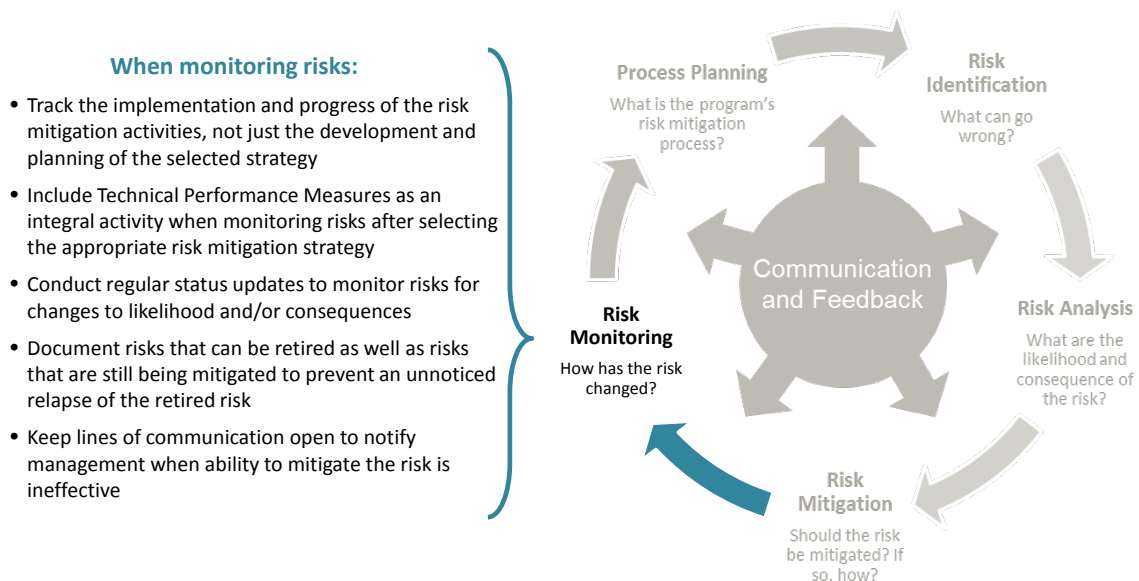 When monitoring risks:
• Track the implementation and progress of the risk
mitigation activities, not just the development and
planning of the selected strategy
• Include Technical Performance Measures as an
integral activity when monitoring risks after selecting
the appropriate risk mitigation strategy
• Conduct regular status updates to monitor risks for
changes to likelihood and/or consequences
• Document risks that can be retired as well as risks
that are still being mitigated to prevent an unnoticed
relapse of the retired risk
• Keep lines of communication open to notify
management when ability to mitigate the risk is
ineffective
Process Planning
What is the program's
risk mitigation
process?
Risk
Identification
What can go
wrong?
Communication
and Feedback
Risk
Monitoring
How has the risk
changed?
Risk Analysis
What are the
likelihood and
consequence of
the risk?
Risk
Mitigation
Should the risk
be mitigated? If
so, how?